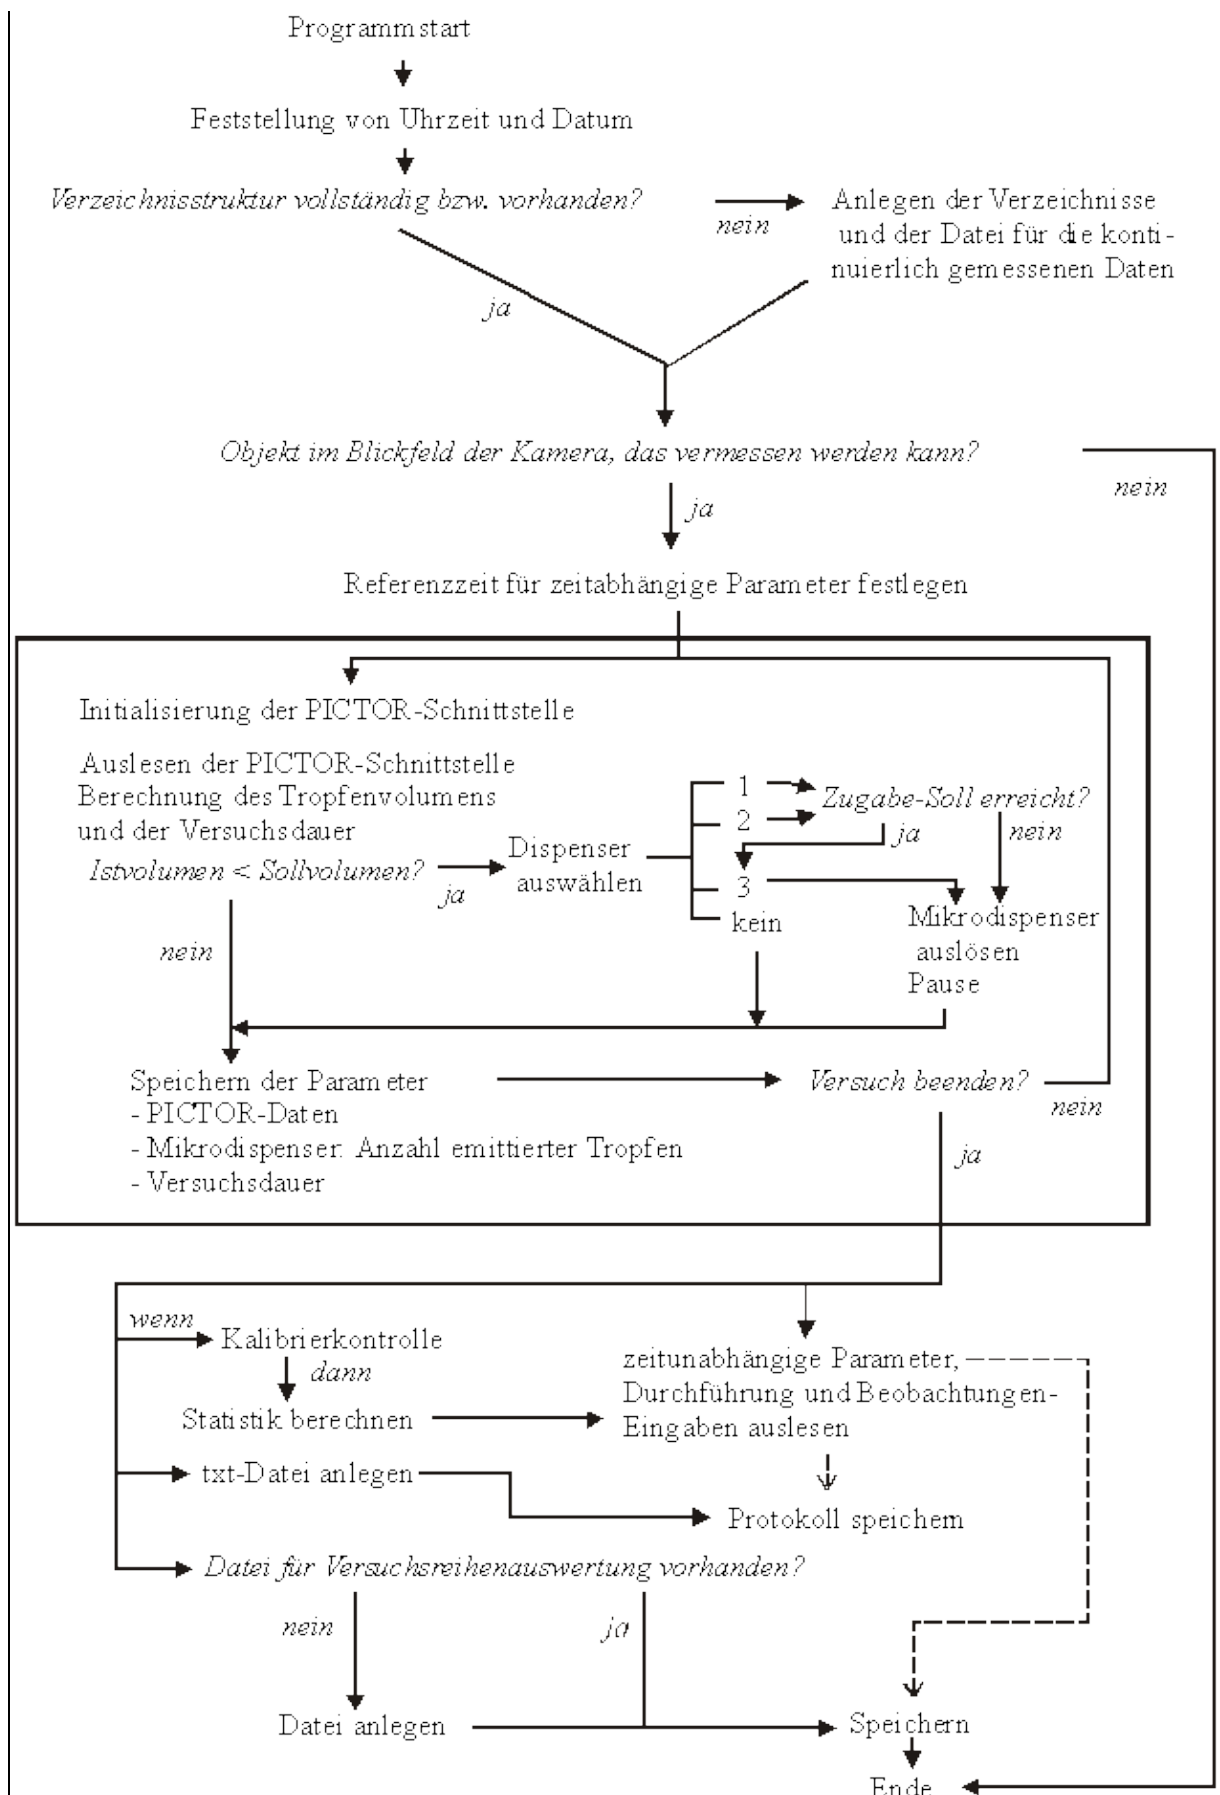 Programmstart
Feststellung von Uhrzeit und Datum
Verzeichnisstruktur vollständig bzw. vorhanden?
nein
Anlegen der Verzeichnisse
und der Datei für die konti-
nuierlich gemessenen Daten
ja
Objekt im Blickfeld der Kamera, das vermessen werden kann?
nein
ja
Referenzzeit für zeitabhängige Parameter festlegen
Initialisierung der PICTOR-Schnittstelle
Auslesen der PICTOR-Schnittstelle
Berechnung des Tropfenvolumens
und der Versuchsdauer
Istvolumen < Sollvolumen?
ja
nein
Dispenser
auswählen
1
2
3
kein
Zugabe-Soll erreicht?
ja
nein
Mikrodispenser
auslösen
Pause
Speichern der Parameter
- PICTOR-Daten
- Mikrodispenser: Anzahl emittierter Tropfen
- Versuchsdauer
Versuch beenden?
nein
ja
wenn
Kalibrierkontrolle
dann
Statistik berechnen
zeitunabhängige Parameter,
Durchführung und Beobachtungen-
Eingaben auslesen
txt-Datei anlegen
Protokoll speichern
Datei für Versuchsreihenauswertung vorhanden?
nein
ja
Datei anlegen
Speichern
Ende